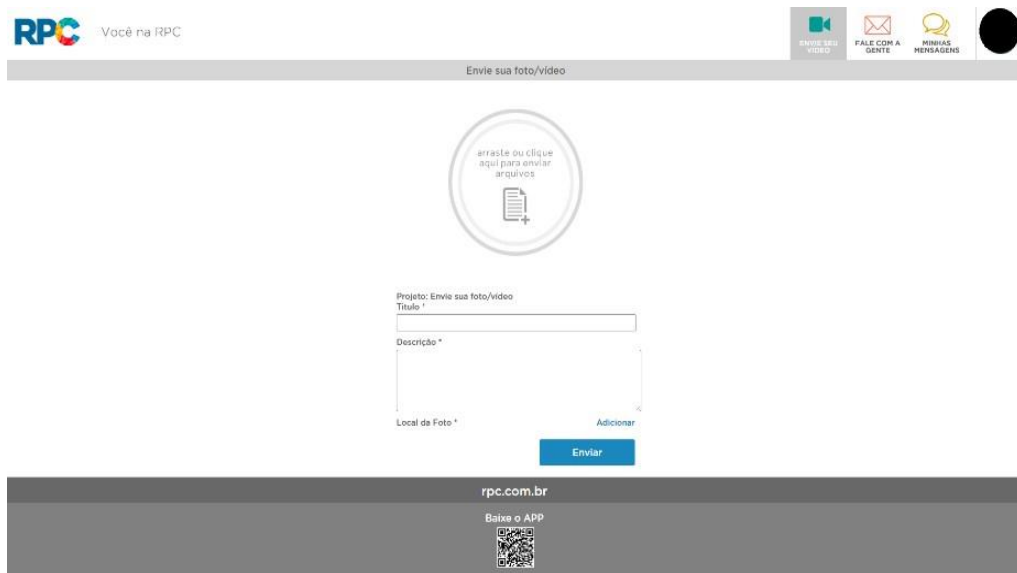 RPC
Você na RPC
ENVIE SEU
VÍDEO
FALE COM A
GENTE
MINHAS
MENSAGENS
Envie sua foto/vídeo
arraste ou clique
aqui para enviar
arquivos
Projeto: Envie sua foto/vídeo
Título *
Descrição *
Local da Foto *
Adicionar
Enviar
rpc.com.br
Baixe o APP